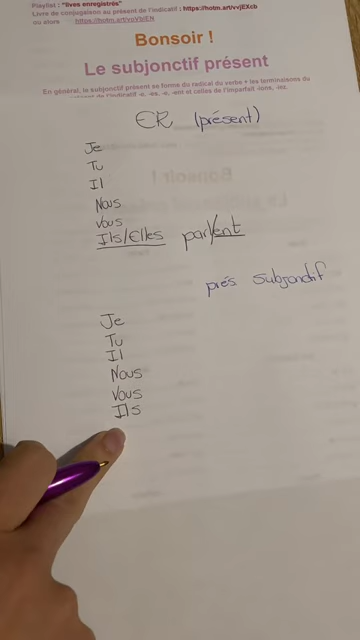 Playlist : "lives enregistrés"
Livre de conjugaison au présent de l'indicatif : https://hotm.art/vvjEXcb
ou alors : https://hotm.art/vuVbIEN
Bonsoir !
Le subjonctif présent
En général, le subjonctif présent se forme du radical du verbe + les terminaisons du
présent de l'indicatif -e, -es, -e, -ent et celles de l'imparfait -ions, -iez.
ER (présent)
Je
Tu
Il
Nous
Vous
Ils/Elles parlent
prés subjonctif
Je
Tu
Il
Nous
Vous
Ils